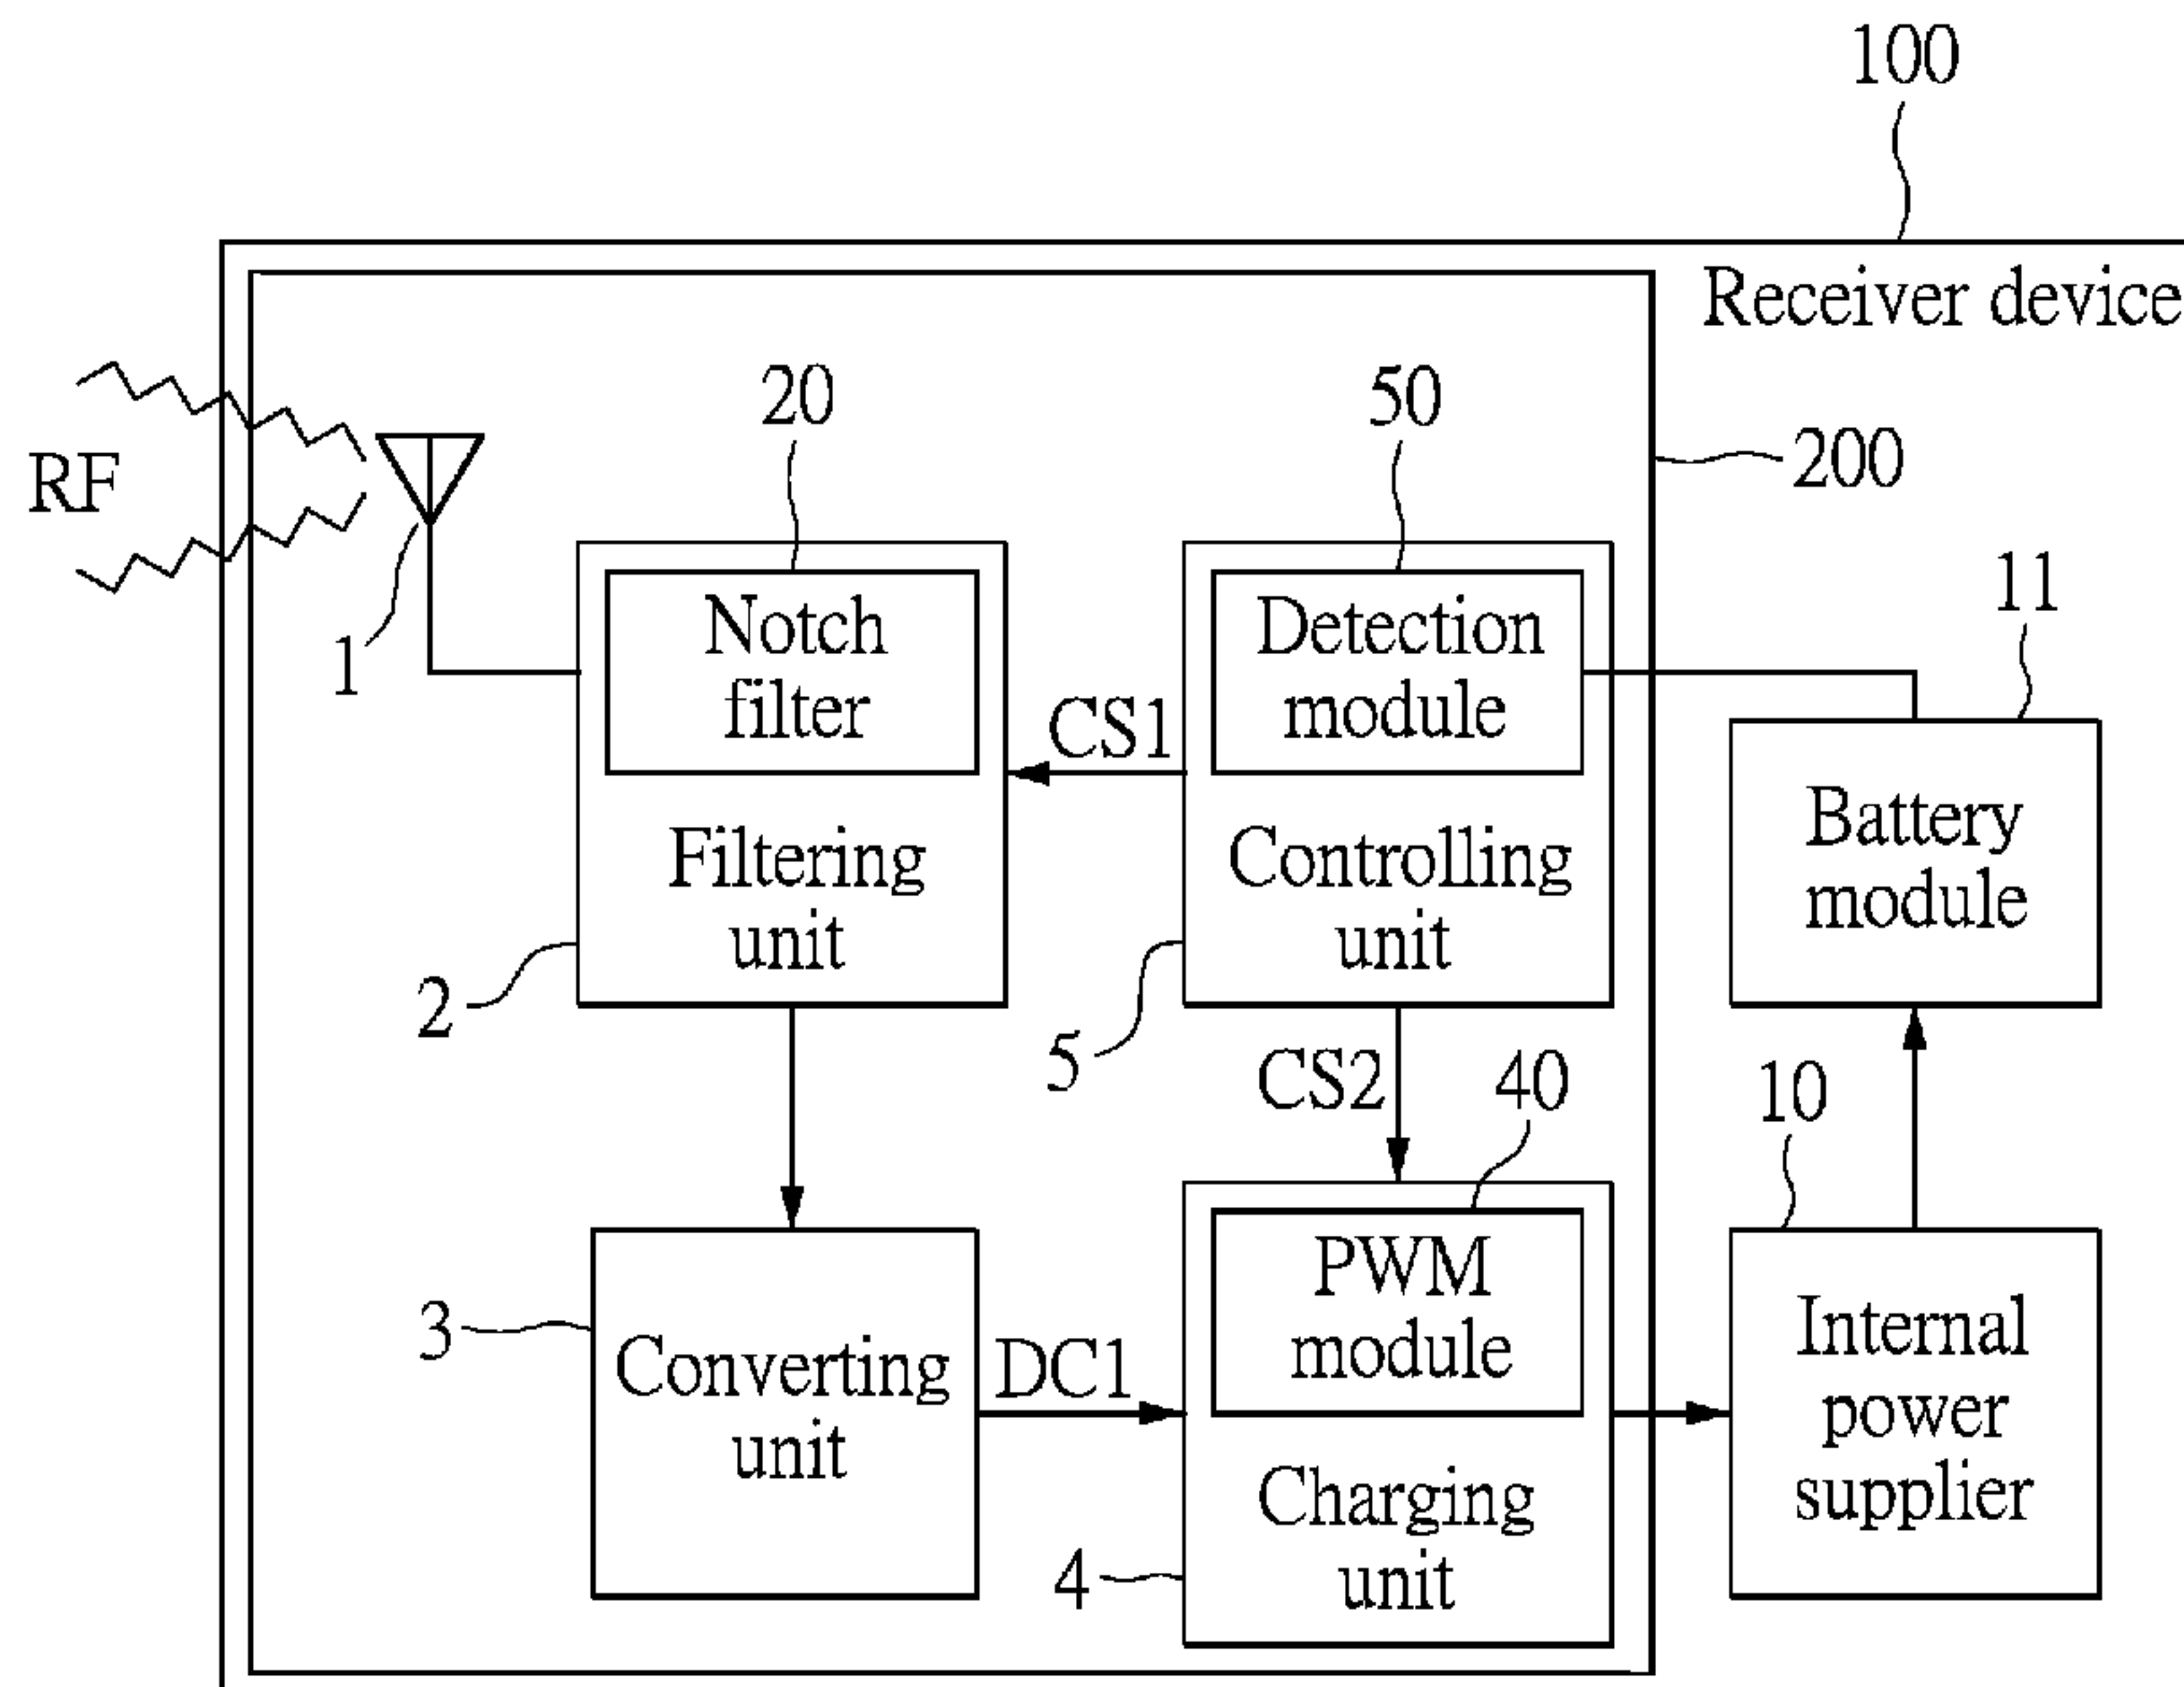 100
Receiver device
RF
1
20
50
200
Notch
filter
Detection
module
11
CS1
Filtering
unit
Controlling
unit
Battery
module
2
5
CS2
40
10
3
Converting
unit
DC1
PWM
module
Internal
power
supplier
Charging
unit
4